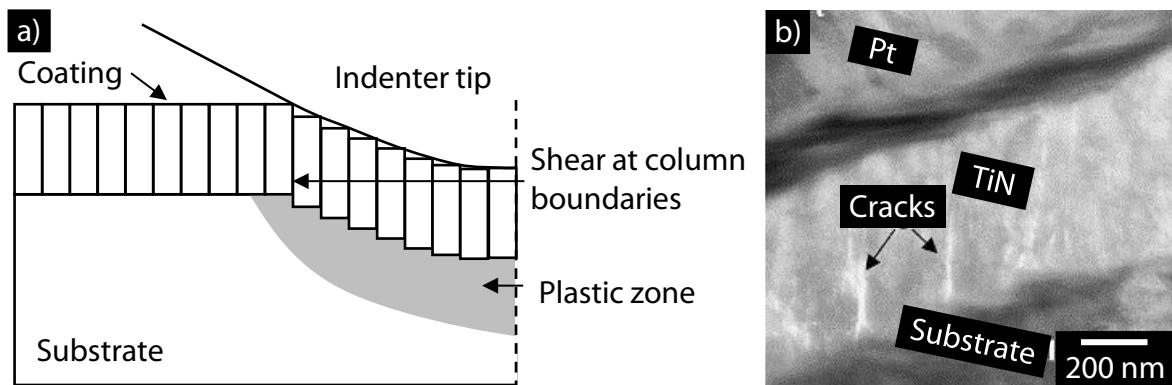 a)
Coating
Indenter tip
Shear at column
boundaries
Plastic zone
Substrate
b)
Pt
TiN
Cracks
Substrate
200 nm